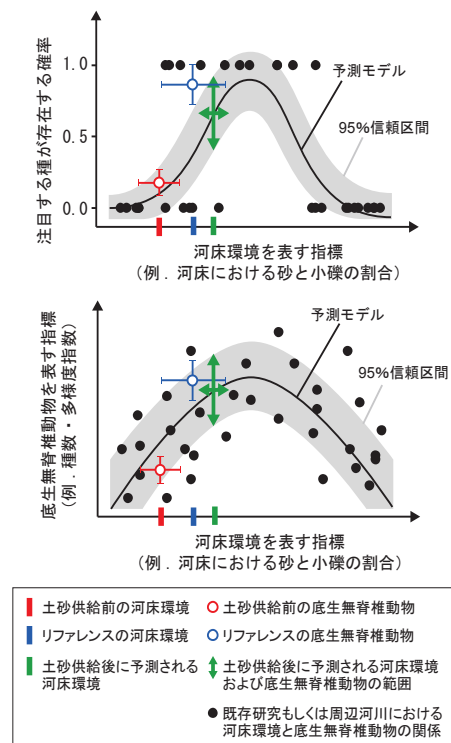 注目する種が存在する確率
1.0
0.5
0.0
予測モデル
95%信頼区間
河床環境を表す指標
(例．河床における砂と小礫の割合)
底生無脊椎動物を表す指標
(例．種数・多様度指数)
予測モデル
95%信頼区間
河床環境を表す指標
(例．河床における砂と小礫の割合)
土砂供給前の河床環境
リファレンスの河床環境
土砂供給後に予測される
河床環境
土砂供給前の底生無脊椎動物
リファレンスの底生無脊椎動物
土砂供給後に予測される河床環境
および底生無脊椎動物の範囲
既存研究もしくは周辺河川における
河床環境と底生無脊椎動物の関係